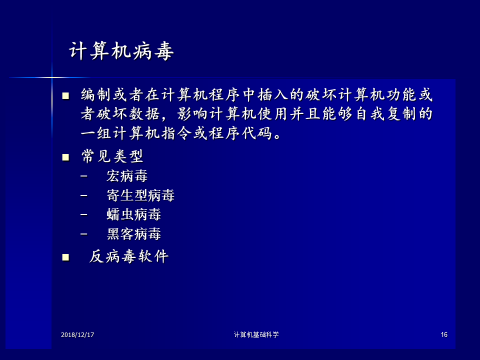 计算机病毒
编制或者在计算机程序中插入的破坏计算机功能或
者破坏数据，影响计算机使用并且能够自我复制的
一组计算机指令或程序代码。
常见类型
– 宏病毒
– 寄生型病毒
– 蠕虫病毒
– 黑客病毒
反病毒软件
2018/12/17 计算机基础科学 16